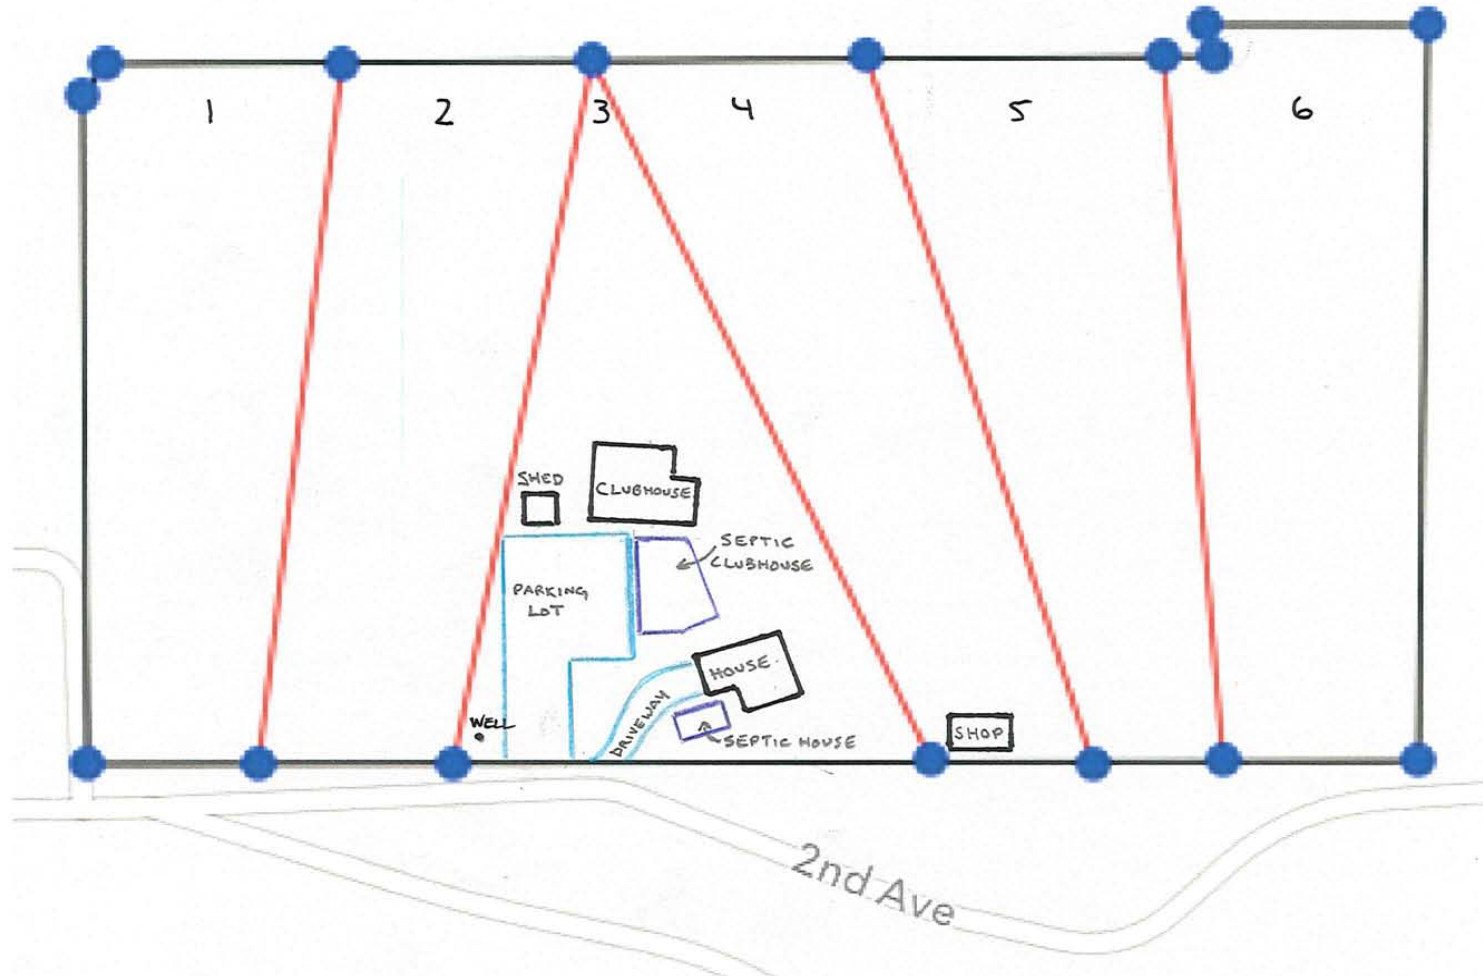 1
2
3
4
5
6
SHED
CLUBHOUSE
SEPTIC
CLUBHOUSE
PARKING
LOT
HOUSE
DRIVEWAY
WELL
SEPTIC HOUSE
SHOP
2nd Ave